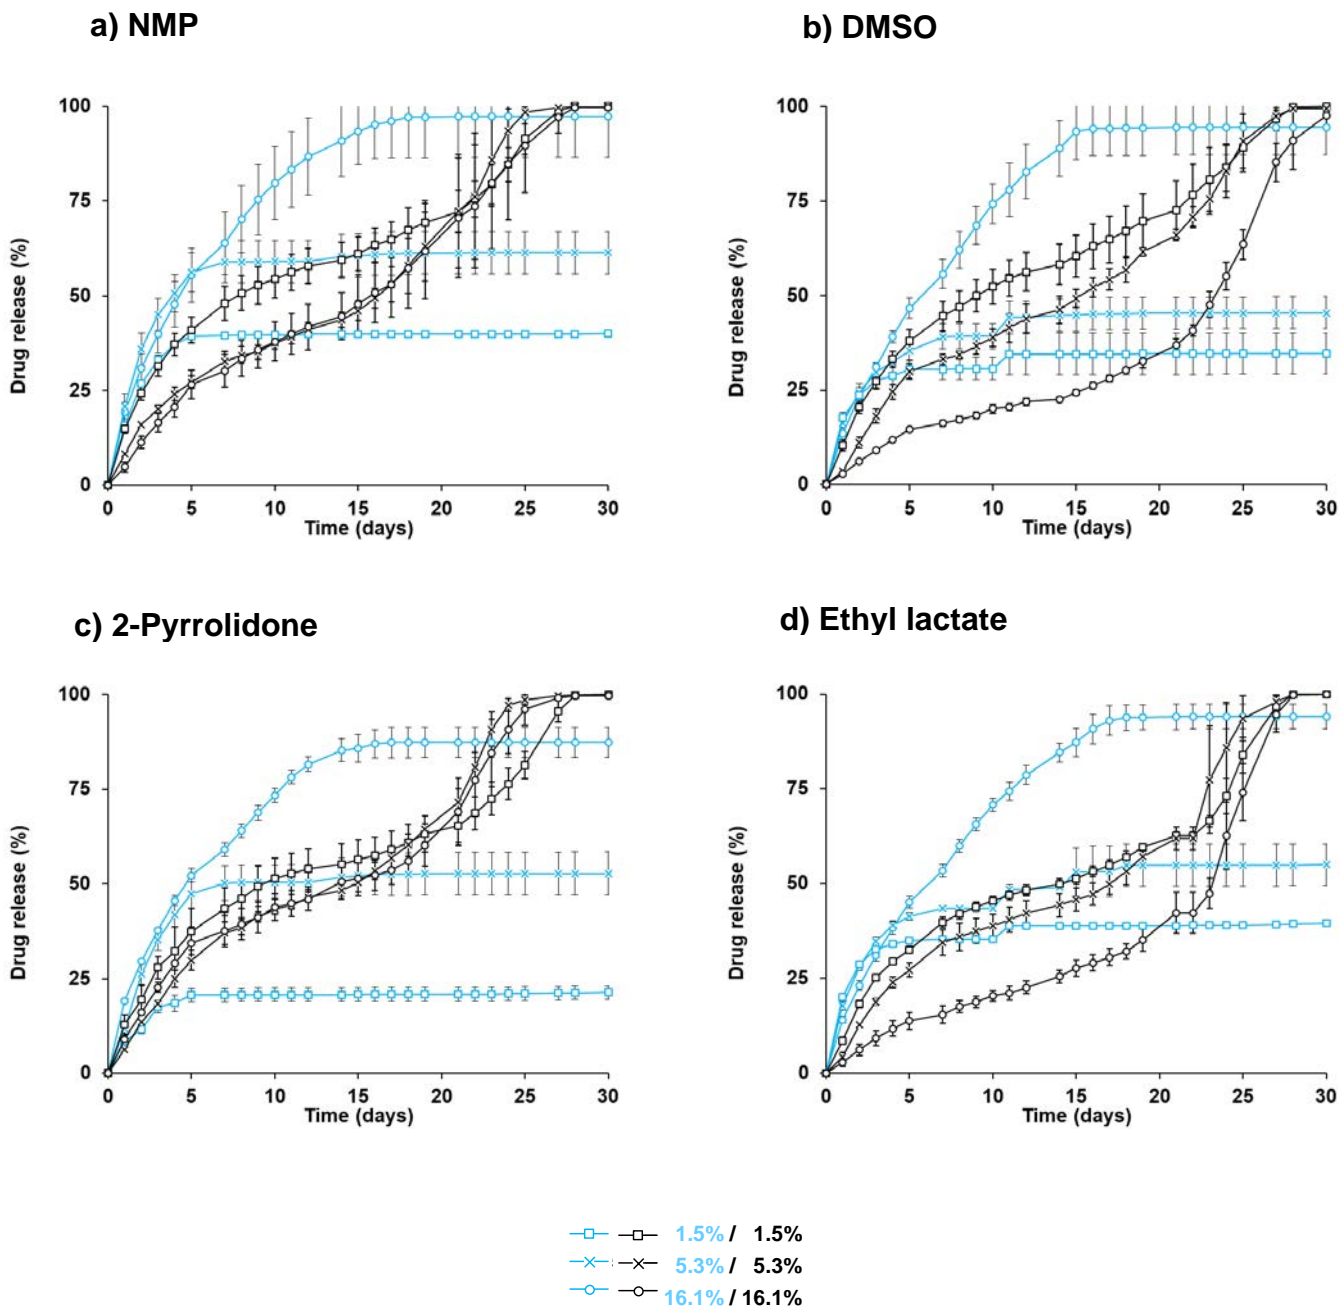 a) NMP
b) DMSO
100
75
50
25
0
Drug release (%)
0 5 10 15 20 25 30
Time (days)
100
75
50
25
0
Drug release (%)
0 5 10 15 20 25 30
Time (days)
c) 2-Pyrrolidone
d) Ethyl lactate
100
75
50
25
0
Drug release (%)
0 5 10 15 20 25 30
Time (days)
100
75
50
25
0
Drug release (%)
0 5 10 15 20 25 30
Time (days)
1.5% / 1.5%
5.3% / 5.3%
16.1% / 16.1%